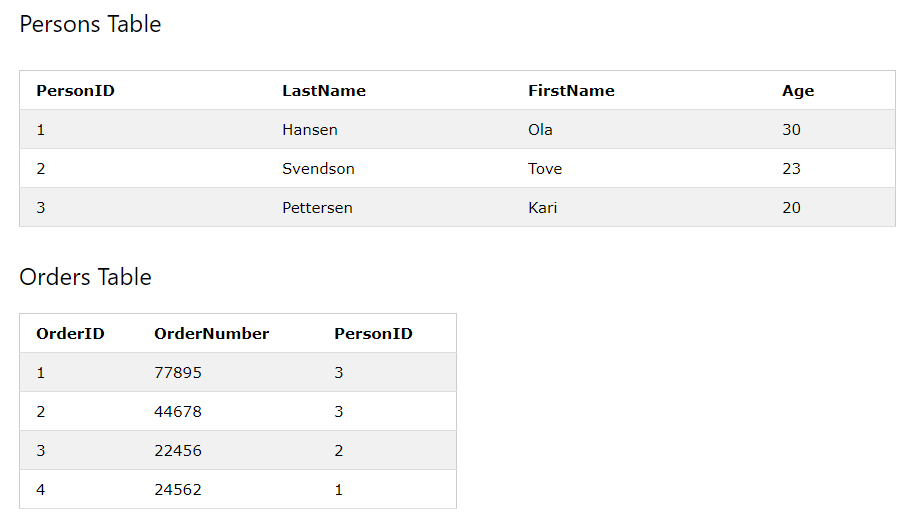 Persons Table
PersonID LastName FirstName Age
1 Hansen Ola 30
2 Svendson Tove 23
3 Pettersen Kari 20
Orders Table
OrderID OrderNumber PersonID
1 77895 3
2 44678 3
3 22456 2
4 24562 1